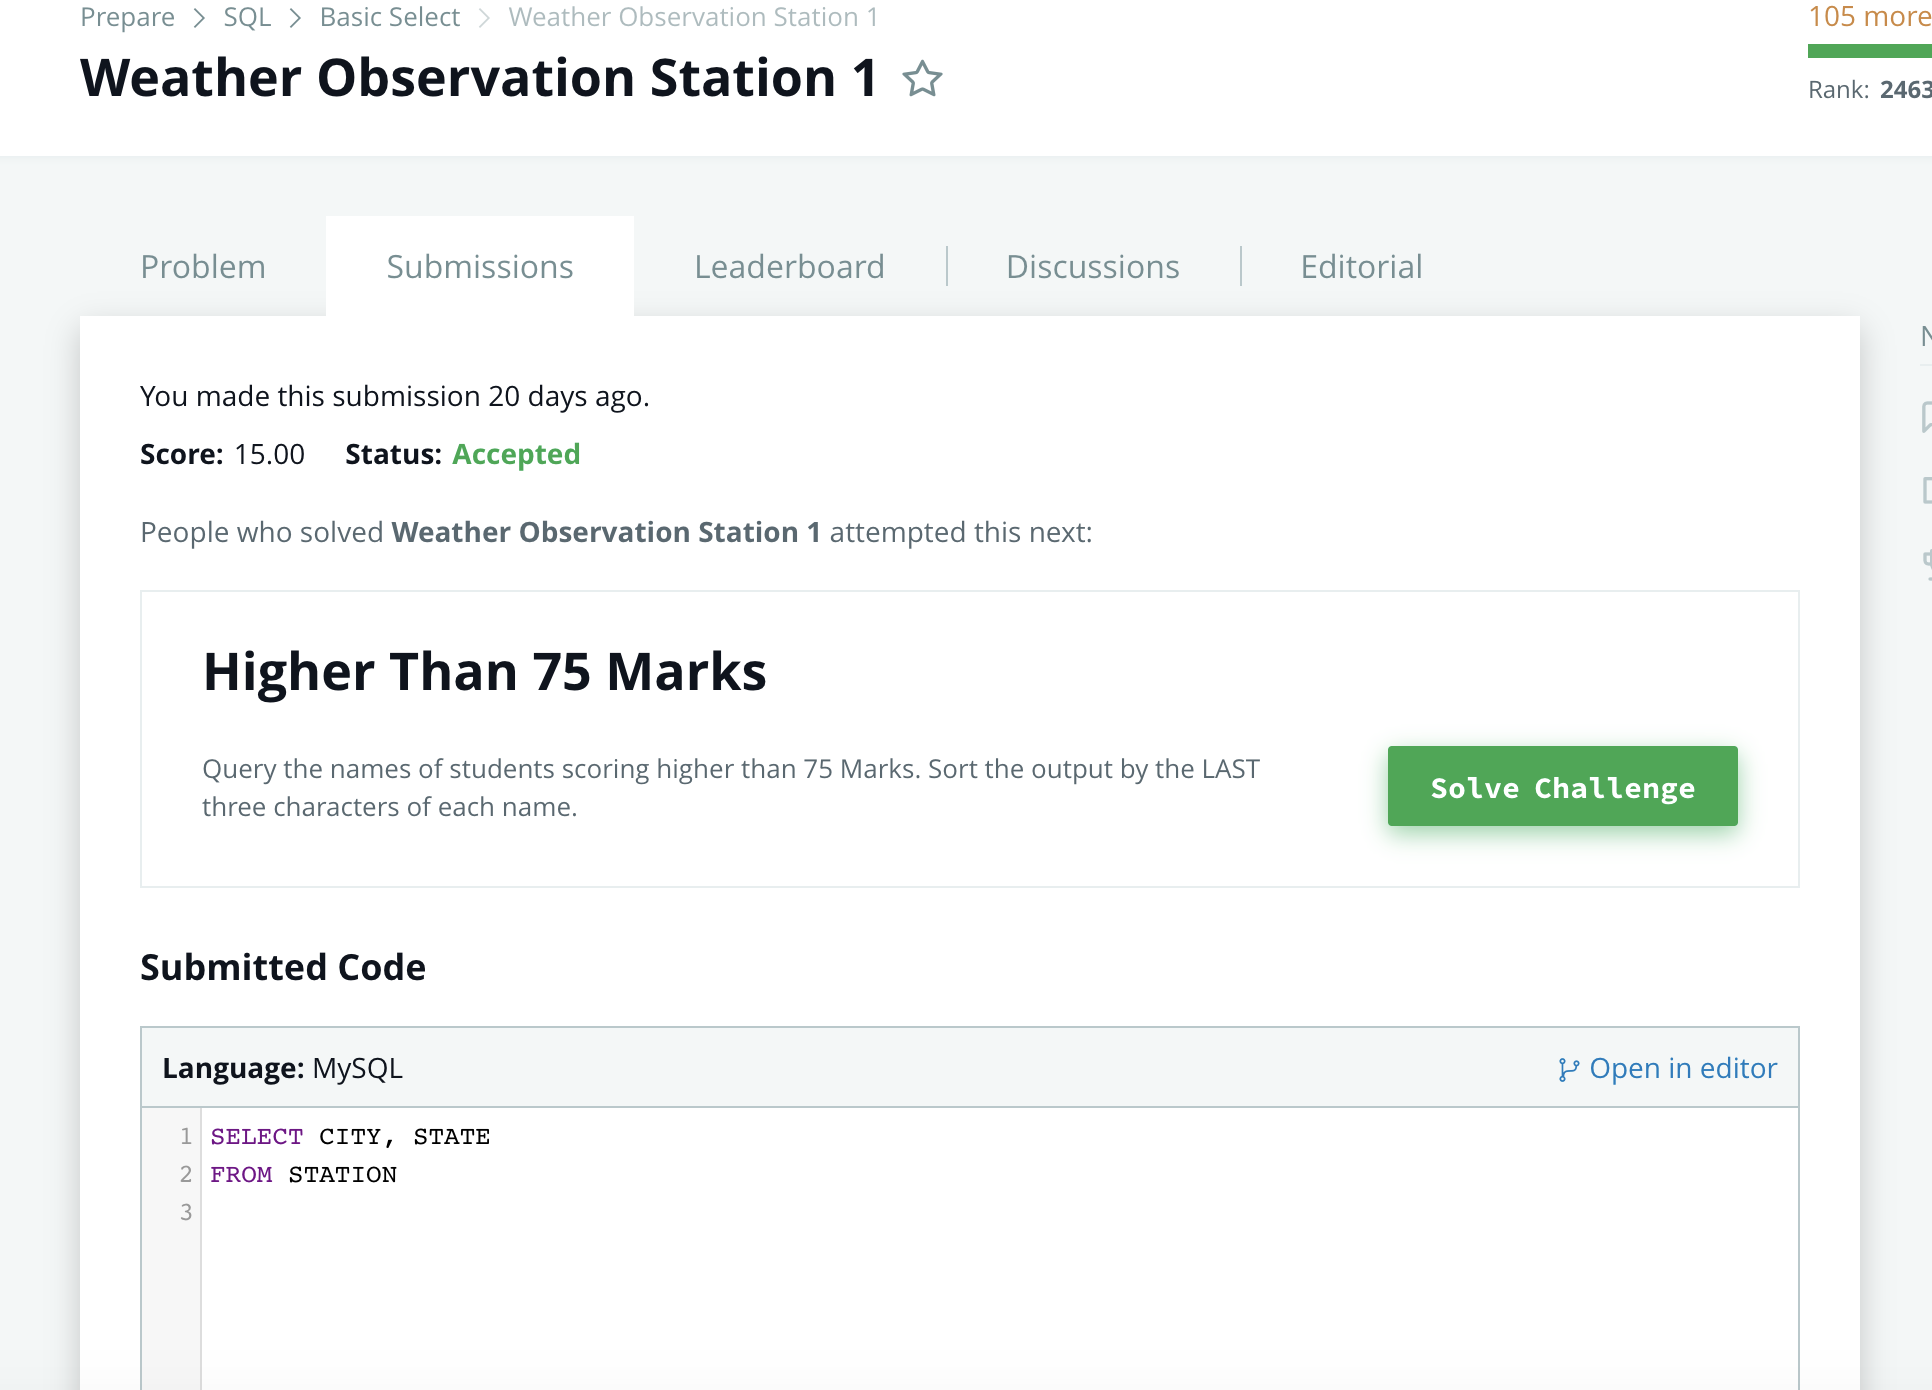 Prepare > SQL > Basic Select > Weather Observation Station 1
105 more
Weather Observation Station 1
Rank: 2463
Problem
Submissions
Leaderboard
Discussions
Editorial
You made this submission 20 days ago.
Score: 15.00 Status: Accepted
People who solved Weather Observation Station 1 attempted this next:
Higher Than 75 Marks
Query the names of students scoring higher than 75 Marks. Sort the output by the LAST
three characters of each name.
Solve Challenge
Submitted Code
Language: MySQL
Open in editor
1 SELECT CITY, STATE
2 FROM STATION
3